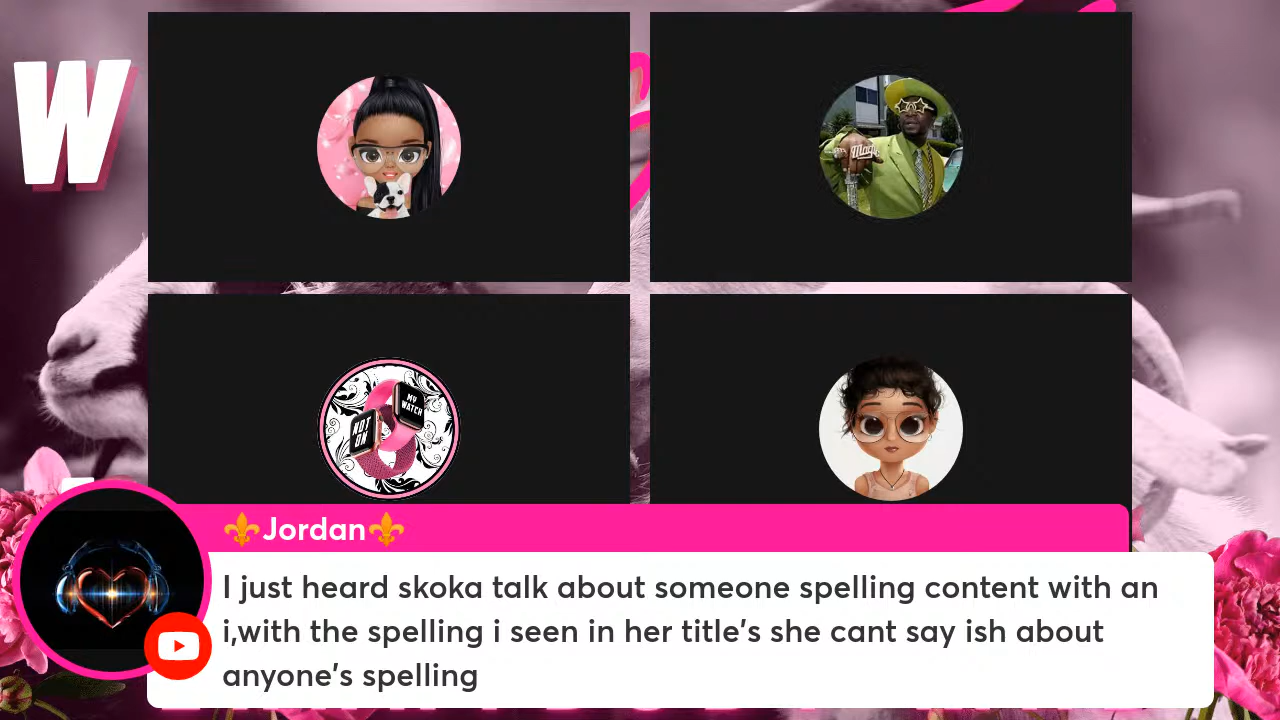 W
MY
WATCH
NOT
ON
⚜️Jordan⚜️
I just heard skoka talk about someone spelling content with an
i,with the spelling i seen in her title's she cant say ish about
anyone's spelling